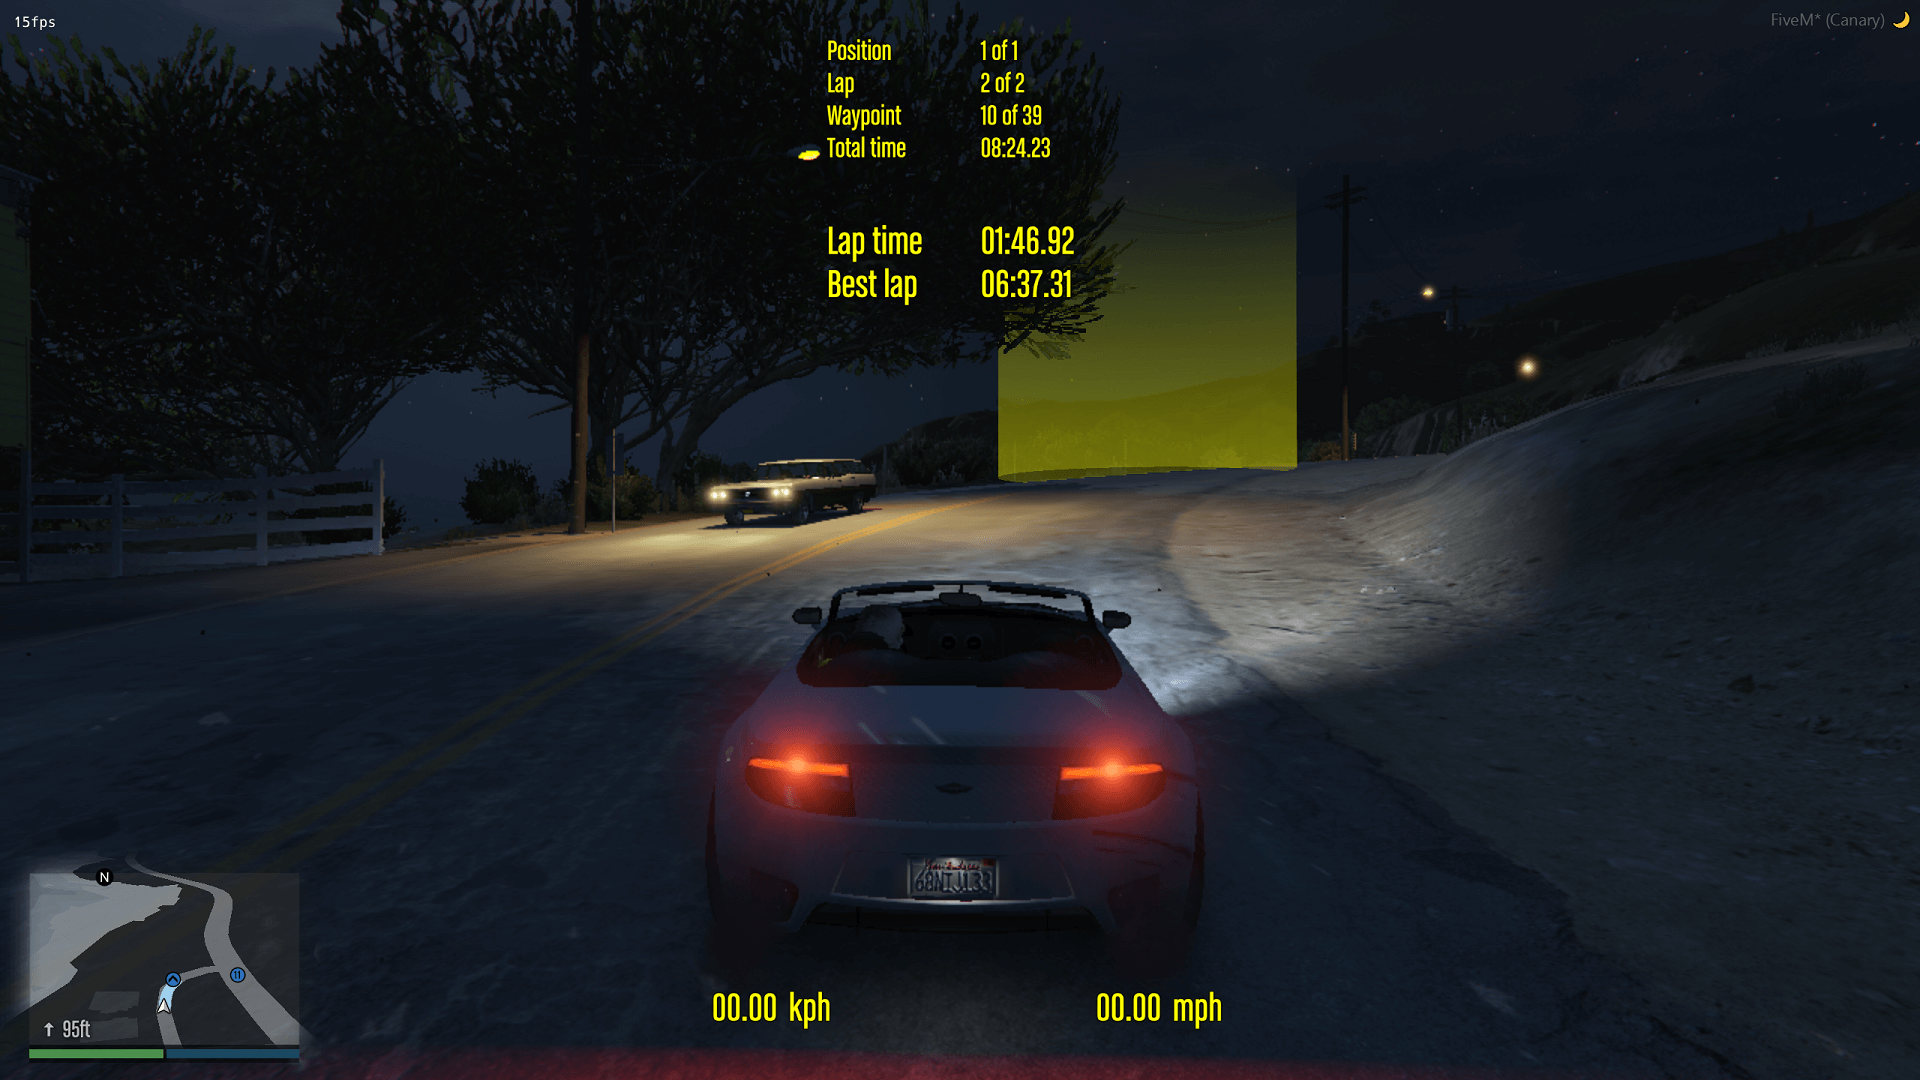 15fps
FiveM* (Canary)
Position 1 of 1
Lap 2 of 2
Waypoint 10 of 39
Total time 08:24.23
Lap time 01:46.92
Best lap 06:37.31
68NIJ133
N
11
95ft
00.00 kph 00.00 mph